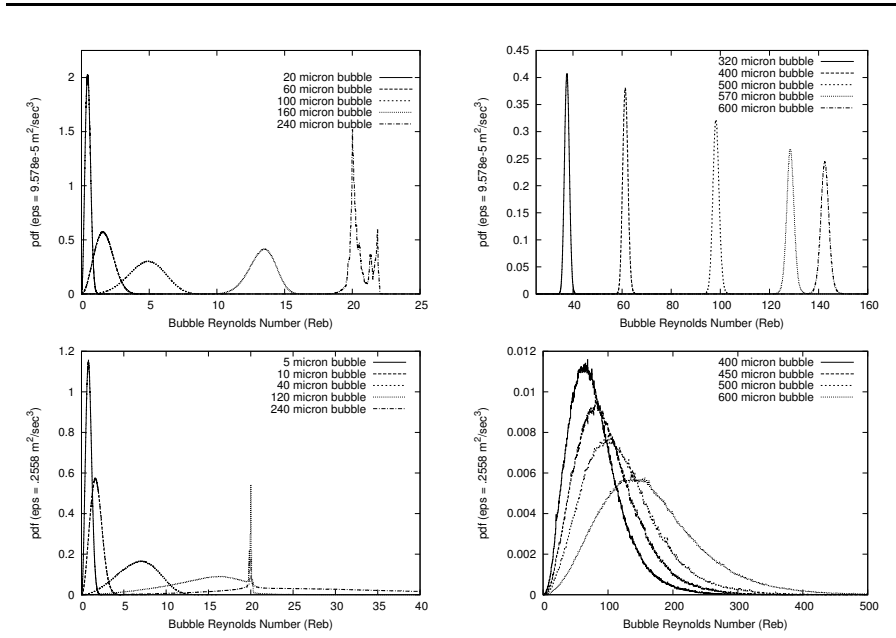 2
1.5
1
0.5
0
pdf (eps = 9.578e-5 m²/sec³)
20 micron bubble
60 micron bubble
100 micron bubble
160 micron bubble
240 micron bubble
0 5 10 15 20 25
Bubble Reynolds Number (Reb)
0.45
0.4
0.35
0.3
0.25
0.2
0.15
0.1
0.05
0
pdf (eps = 9.578e-5 m²/sec³)
320 micron bubble
400 micron bubble
500 micron bubble
570 micron bubble
600 micron bubble
40 60 80 100 120 140 160
Bubble Reynolds Number (Reb)
1.2
1
0.8
0.6
0.4
0.2
0
pdf (eps = .2558 m²/sec³)
5 micron bubble
10 micron bubble
40 micron bubble
120 micron bubble
240 micron bubble
0 5 10 15 20 25 30 35 40
Bubble Reynolds Number (Reb)
0.012
0.01
0.008
0.006
0.004
0.002
0
pdf (eps = .2558 m²/sec³)
400 micron bubble
450 micron bubble
500 micron bubble
600 micron bubble
0 100 200 300 400 500
Bubble Reynolds Number (Reb)